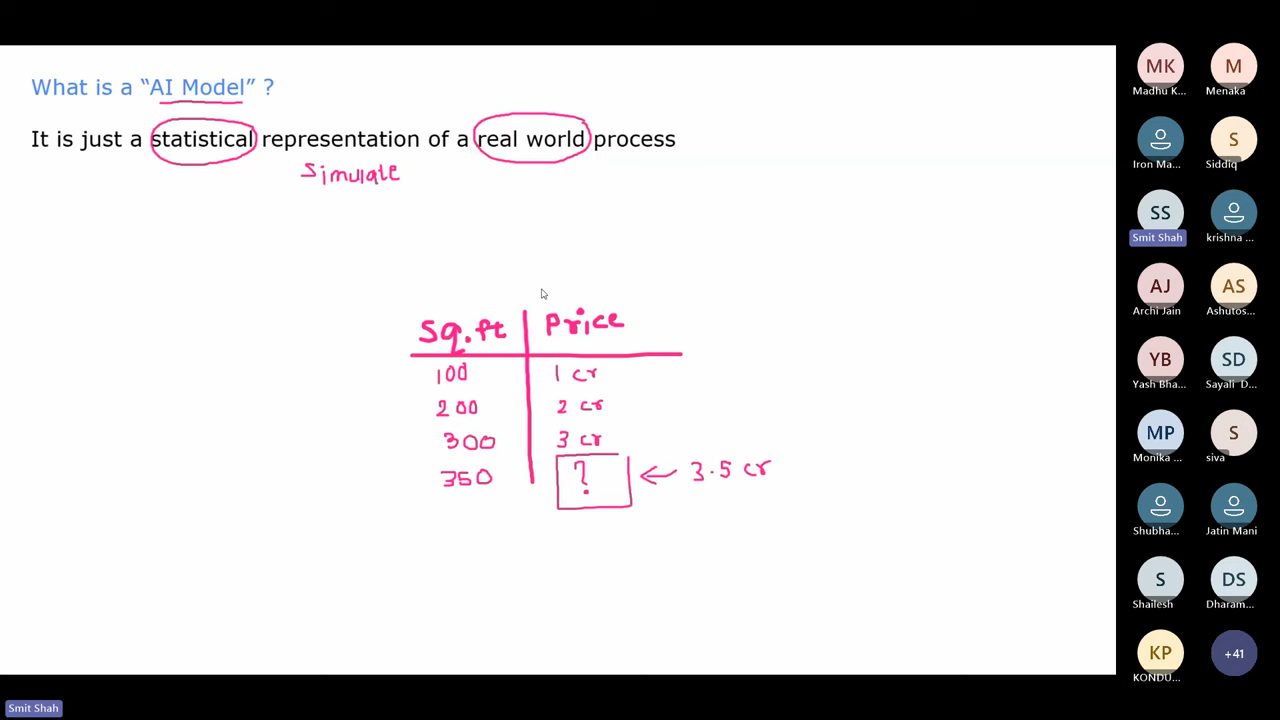 What is a “AI Model” ?
It is just a statistical representation of a real world process
Simulate
Sq.ft Price
100 1 cr
200 2 cr
300 3 cr
350 ? ← 3.5 cr
MK M
Madhu K... Menaka
Iron Ma... Siddiq
SS
Smit Shah krishna ...
AJ AS
Archi Jain Ashutos...
YB SD
Yash Bha... Sayali D...
MP S
Monika ... siva
Shubha... Jatin Mani
S DS
Shailesh Dharam...
KP +41
KONDU...
Smit Shah